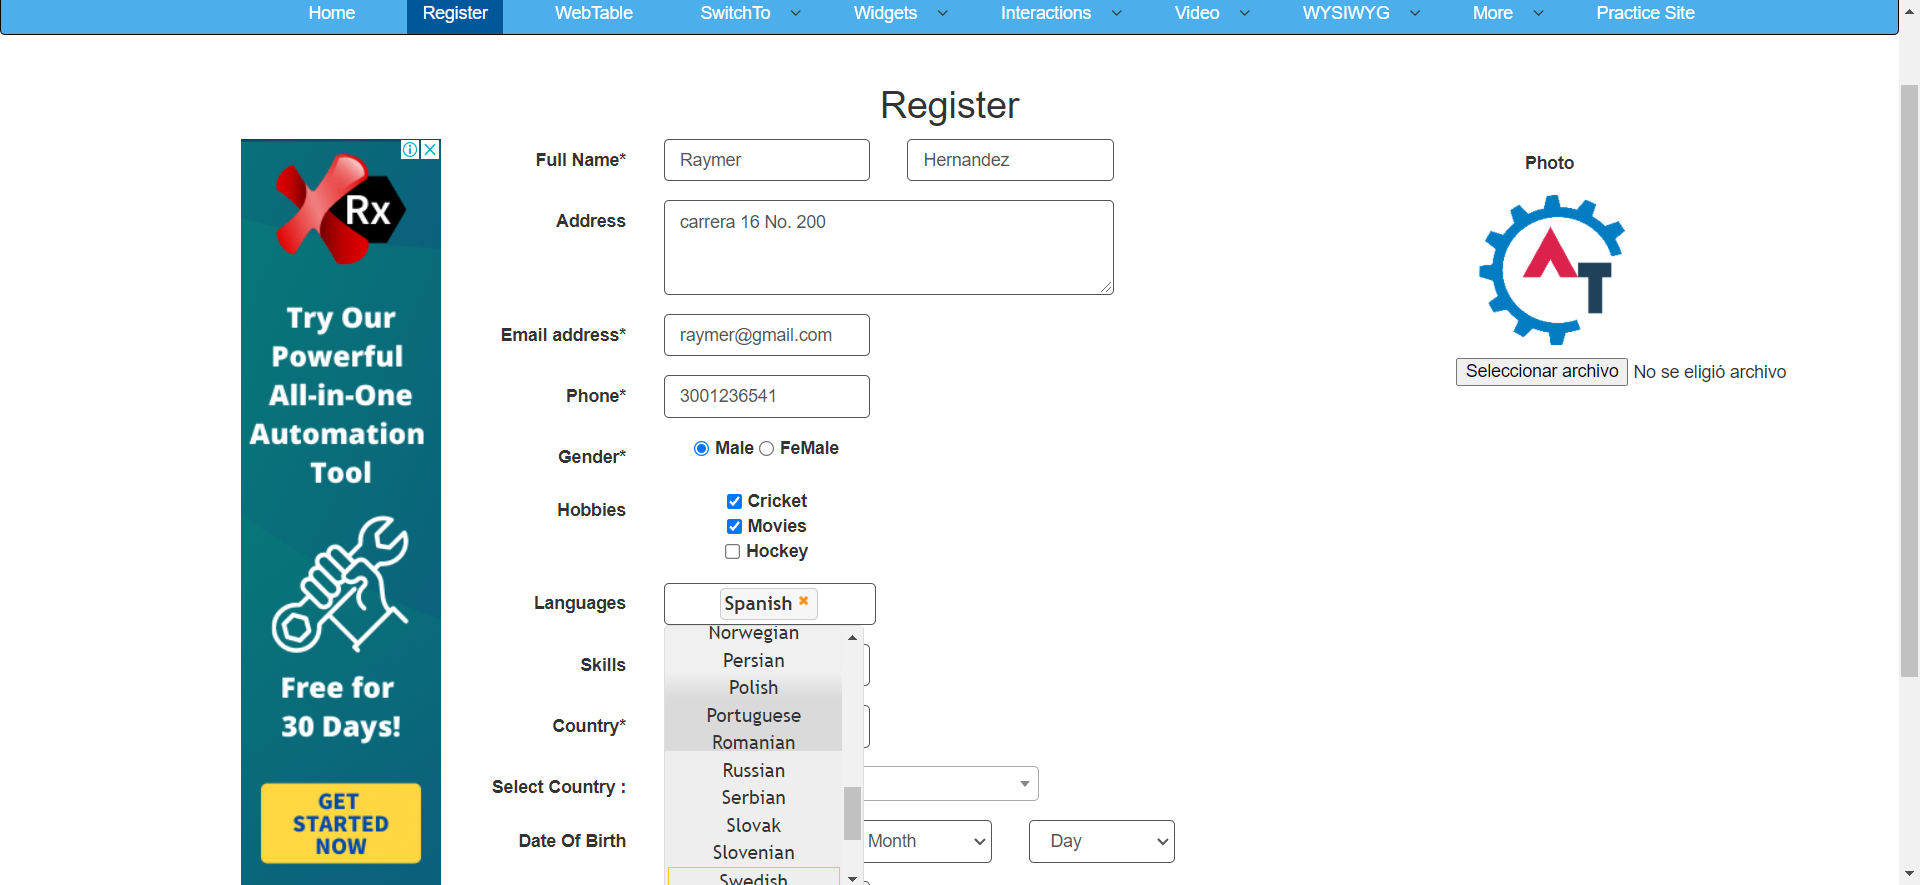 Home Register WebTable SwitchTo Widgets Interactions Video WYSIWYG More Practice Site
Register
Rx
Try Our
Powerful
All-in-One
Automation
Tool
Free for
30 Days!
GET
STARTED
NOW
Full Name* Raymer Hernandez
Address carrera 16 No. 200
Email address* raymer@gmail.com
Phone* 3001236541
Gender* Male FeMale
Hobbies
Cricket
Movies
Hockey
Languages Spanish
Norwegian
Persian
Polish
Portuguese
Romanian
Russian
Serbian
Slovak
Slovenian
Swedish
Skills
Country*
Select Country :
Date Of Birth Month Day
Photo
AT
Seleccionar archivo No se eligió archivo